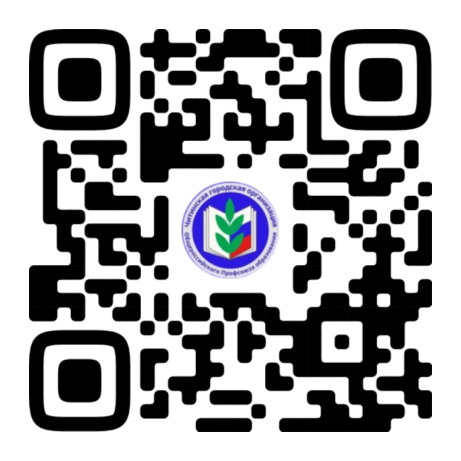 Читинская городская организация
Общероссийского Профсоюза образования